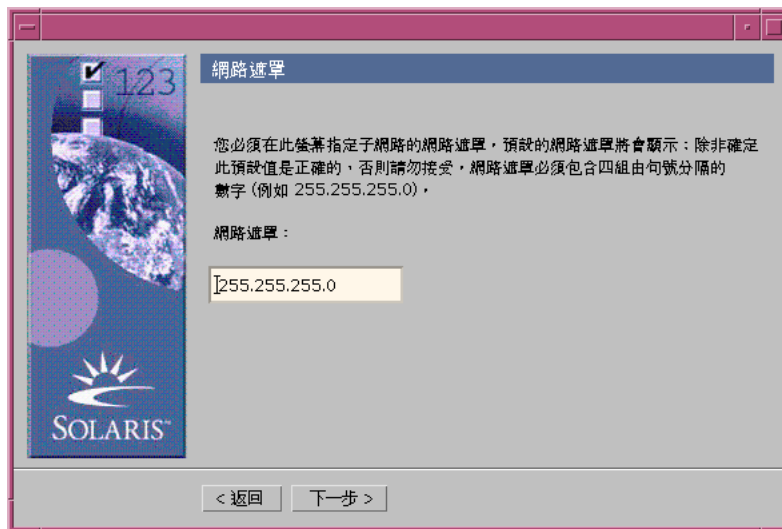 123
網路遮罩
您必須在此螢幕指定子網路的網路遮罩，預設的網路遮罩將會顯示；除非確定
此預設值是正確的，否則請勿接受，網路遮罩必須包含四組由句號分隔的
數字 (例如 255.255.255.0)，
網路遮罩：
255.255.255.0
SOLARIS™
< 返回
下一步 >